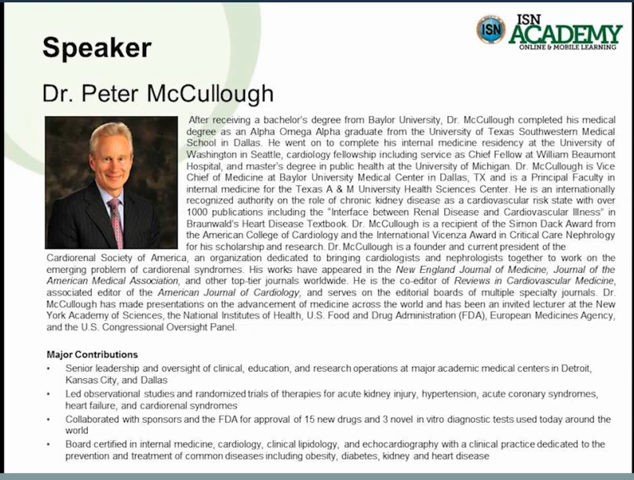 ISN
ISN
ACADEMY
ONLINE & MOBILE LEARNING
Speaker
Dr. Peter McCullough
After receiving a bachelor's degree from Baylor University, Dr. McCullough completed his medical
degree as an Alpha Omega Alpha graduate from the University of Texas Southwestern Medical
School in Dallas. He went on to complete his internal medicine residency at the University of
Washington in Seattle, cardiology fellowship including service as Chief Fellow at William Beaumont
Hospital, and master's degree in public health at the University of Michigan. Dr. McCullough is Vice
Chief of Medicine at Baylor University Medical Center in Dallas, TX and is a Principal Faculty in
internal medicine for the Texas A & M University Health Sciences Center. He is an internationally
recognized authority on the role of chronic kidney disease as a cardiovascular risk state with over
1000 publications including the "Interface between Renal Disease and Cardiovascular Illness" in
Braunwald's Heart Disease Textbook. Dr. McCullough is a recipient of the Simon Dack Award from
the American College of Cardiology and the International Vicenza Award in Critical Care Nephrology
for his scholarship and research. Dr. McCullough is a founder and current president of the
Cardiorenal Society of America, an organization dedicated to bringing cardiologists and nephrologists together to work on the
emerging problem of cardiorenal syndromes. His works have appeared in the New England Journal of Medicine, Journal of the
American Medical Association, and other top-tier journals worldwide. He is the co-editor of Reviews in Cardiovascular Medicine,
associated editor of the American Journal of Cardiology, and serves on the editorial boards of multiple specialty journals. Dr.
McCullough has made presentations on the advancement of medicine across the world and has been an invited lecturer at the New
York Academy of Sciences, the National Institutes of Health, U.S. Food and Drug Administration (FDA), European Medicines Agency,
and the U.S. Congressional Oversight Panel.
Major Contributions
• Senior leadership and oversight of clinical, education, and research operations at major academic medical centers in Detroit,
Kansas City, and Dallas
• Led observational studies and randomized trials of therapies for acute kidney injury, hypertension, acute coronary syndromes,
heart failure, and cardiorenal syndromes
• Collaborated with sponsors and the FDA for approval of 15 new drugs and 3 novel in vitro diagnostic tests used today around the
world
• Board certified in internal medicine, cardiology, clinical lipidology, and echocardiography with a clinical practice dedicated to the
prevention and treatment of common diseases including obesity, diabetes, kidney and heart disease